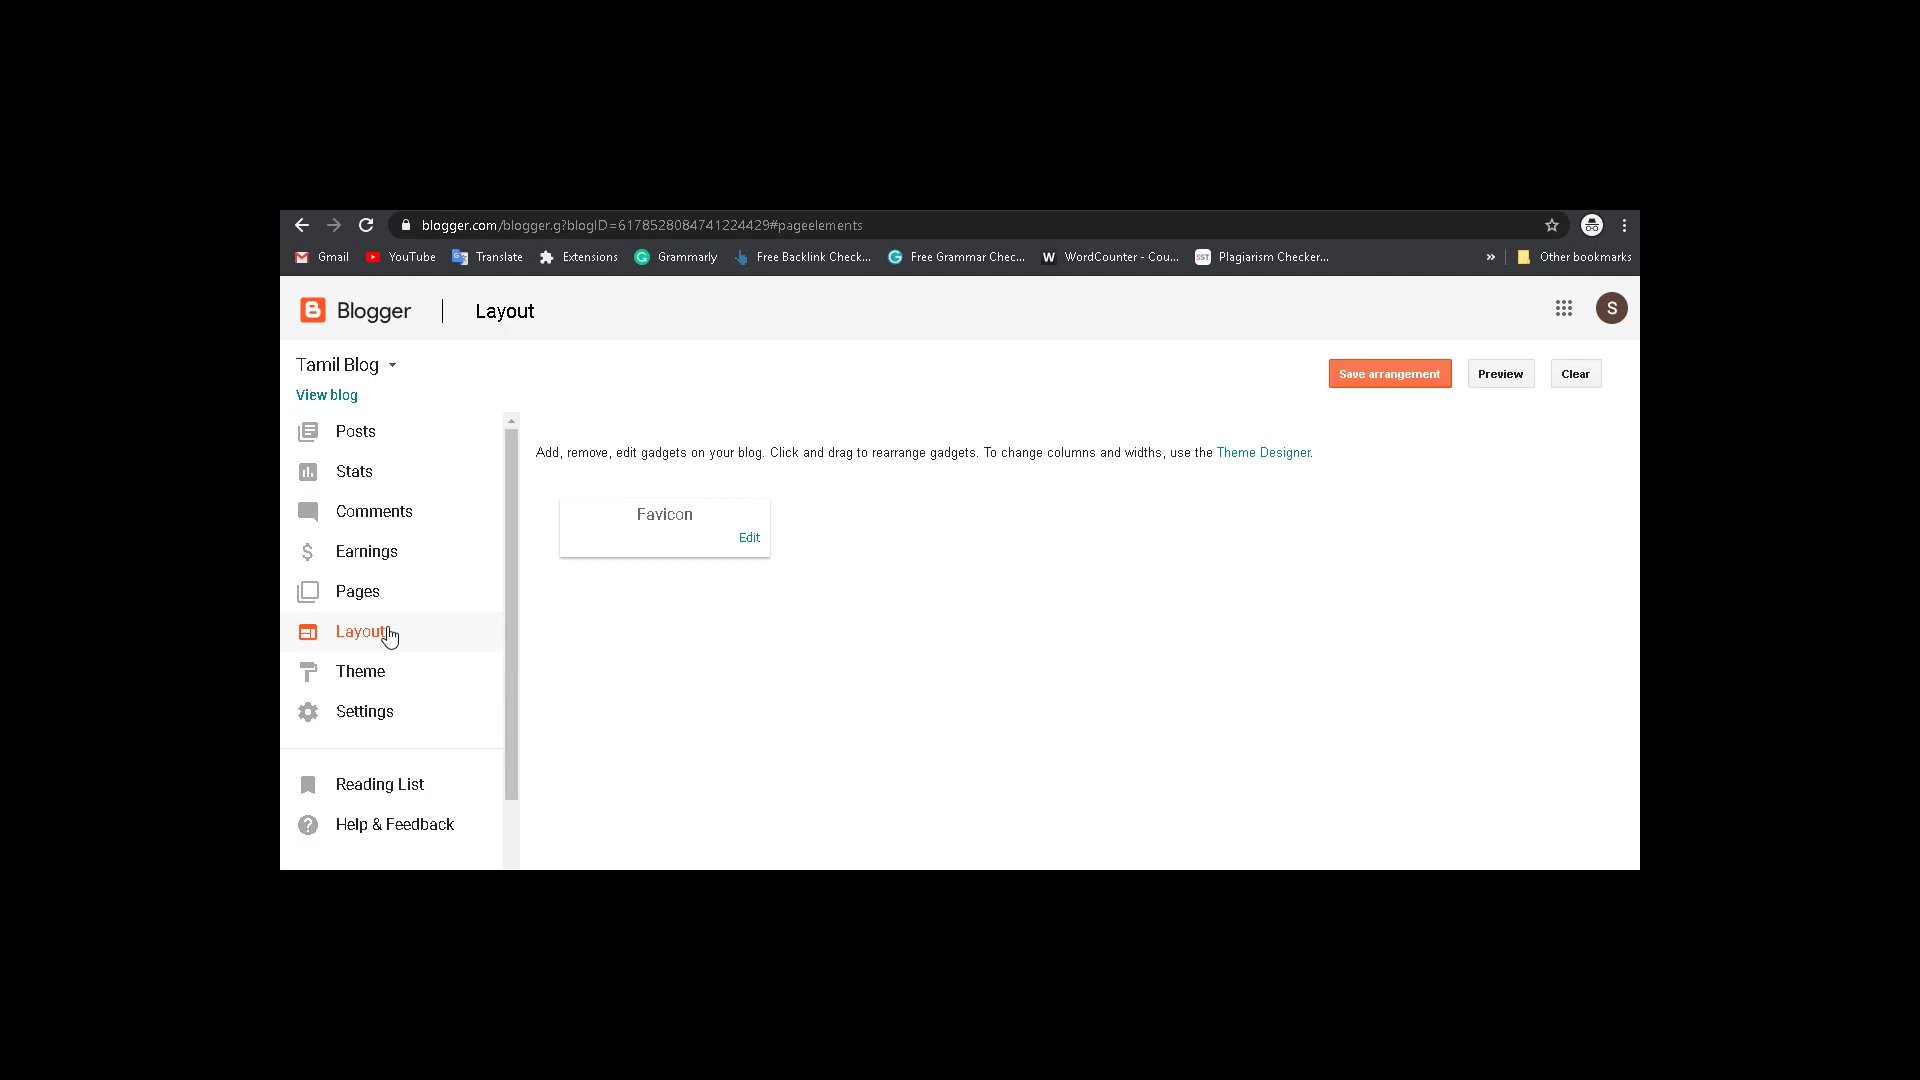 blogger.com/blogger.g?blogID=6178528084741224429#pageelements
Gmail YouTube Translate Extensions Grammarly Free Backlink Check... Free Grammar Chec... W WordCounter - Cou... SST Plagiarism Checker... » Other bookmarks
Blogger | Layout S
Tamil Blog
Save arrangement Preview Clear
View blog
Posts
Stats
Comments
Earnings
Pages
Layout
Theme
Settings
Reading List
Help & Feedback
Add, remove, edit gadgets on your blog. Click and drag to rearrange gadgets. To change columns and widths, use the Theme Designer.
Favicon
Edit